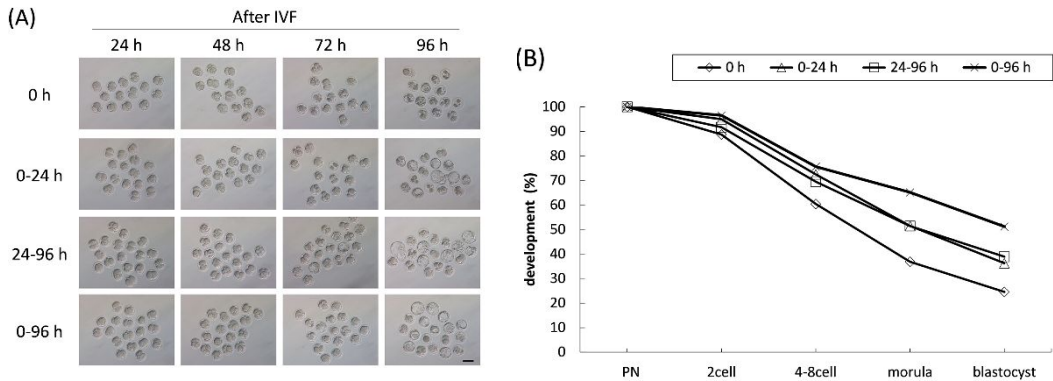 (A)
After IVF
24 h 48 h 72 h 96 h
0 h
0-24 h
24-96 h
0-96 h
(B)
0 h 0-24 h 24-96 h 0-96 h
development (%)
100
90
80
70
60
50
40
30
20
10
0
PN 2cell 4-8cell morula blastocyst